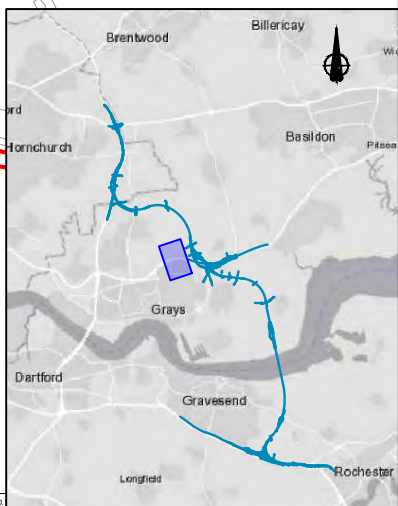 Billericay
Brentwood
Basildon
Pitsea
Hornchurch
Grays
Dartford
Gravesend
Longfield
Rochester